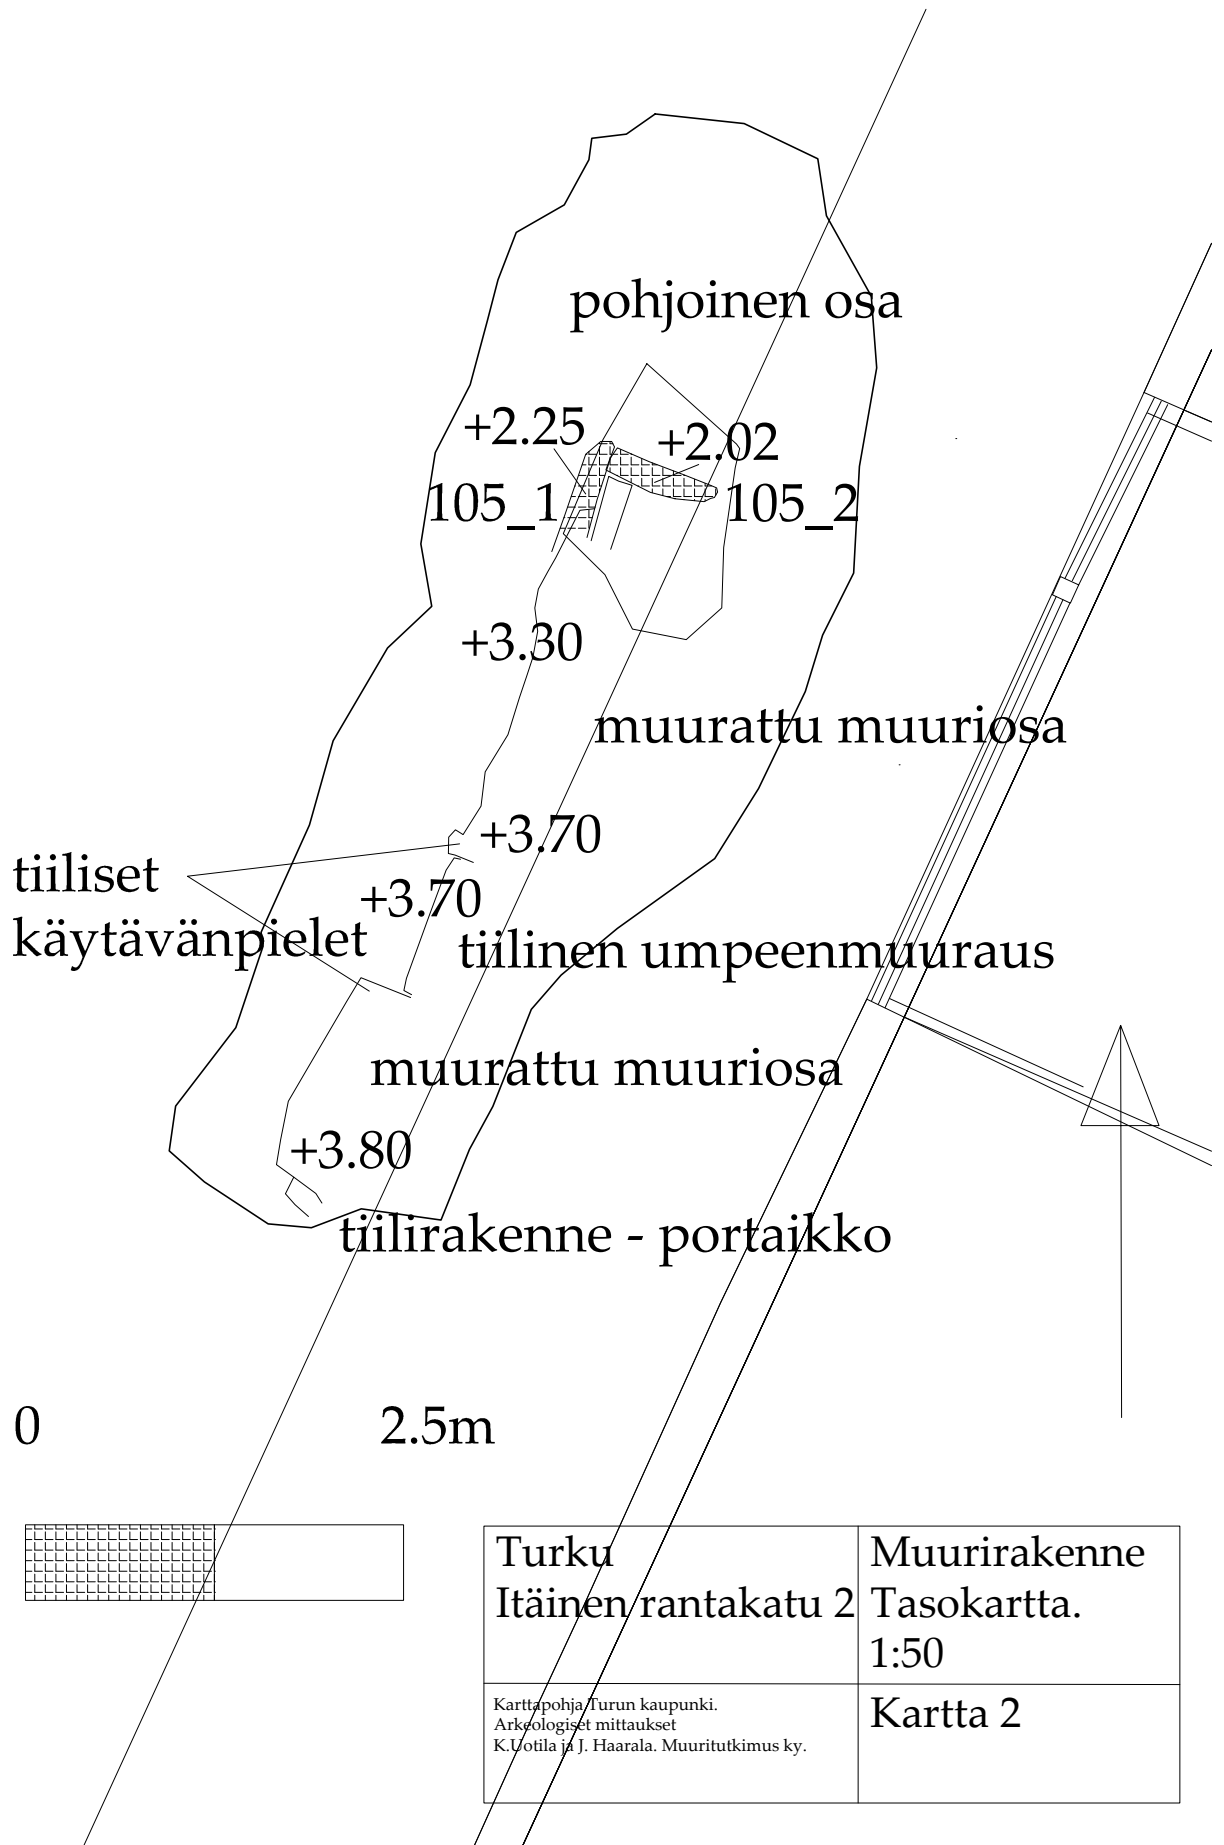 pohjoinen osa
+2.25
+2.02
105_1
105_2
+3.30
muurattu muuriosa
+3.70
tiiliset
käytävänpielet
+3.70
tiilinen umpeenmuuraus
muurattu muuriosa
+3.80
tiilirakenne - portaikko
0
2.5m
Turku
Itäinen rantakatu 2
Muurirakenne
Tasokartta.
1:50
Karttapohja Turun kaupunki.
Arkeologiset mittaukset
K.Uotila ja J. Haarala. Muuritutkimus ky.
Kartta 2